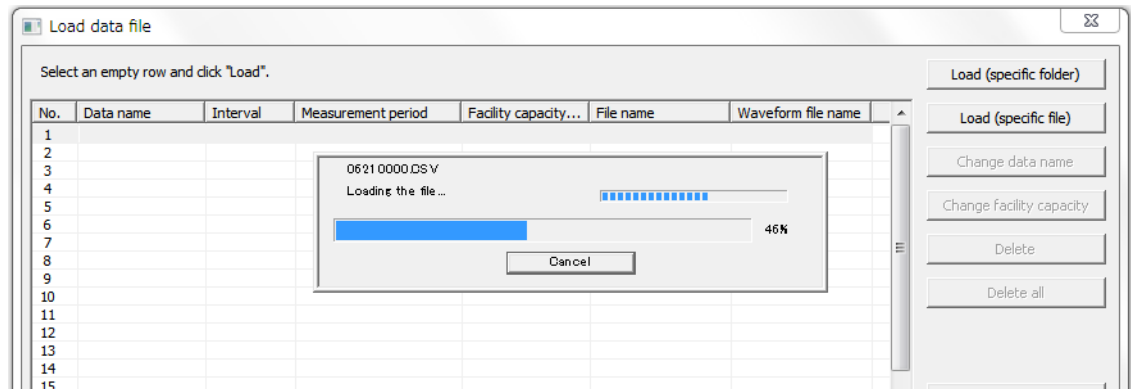 Load data file
Select an empty row and click "Load".
Load (specific folder)
No. Data name Interval Measurement period Facility capacity... File name Waveform file name
Load (specific file)
1
2
3
4
5
6
7
8
9
10
11
12
13
14
15
06210000.CSV
Loading the file...
46%
Cancel
Change data name
Change facility capacity
Delete
Delete all